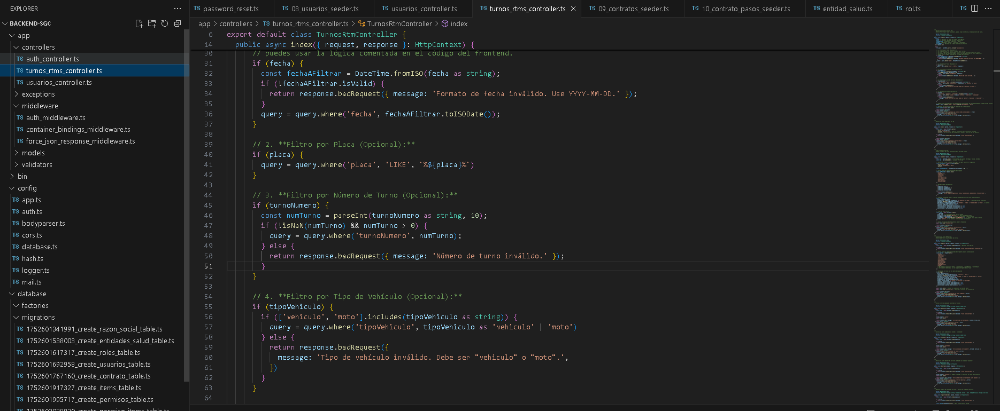 EXPLORER
BACKEND-SGC
app
controllers
TS auth_controller.ts
TS turnos_rtms_controller.ts
TS usuarios_controller.ts
exceptions
middleware
TS auth_middleware.ts
TS container_bindings_middleware.ts
TS force_json_response_middleware.ts
models
validators
bin
config
TS app.ts
TS auth.ts
TS bodyparser.ts
TS cors.ts
TS database.ts
TS hash.ts
TS logger.ts
TS mail.ts
database
factories
migrations
TS 1752601341991_create_razon_social_table.ts
TS 1752601538003_create_entidades_salud_table.ts
TS 1752601617317_create_roles_table.ts
TS 1752601692958_create_usuarios_table.ts
TS 1752601767160_create_contrato_table.ts
TS 1752601917327_create_items_table.ts
TS 1752601995717_create_permisos_table.ts
TS password_reset.ts
TS 08_usuarios_seeder.ts
TS usuarios_controller.ts
TS turnos_rtms_controller.ts
TS 09_contratos_seeder.ts
TS 10_contrato_pasos_seeder.ts
TS entidad_salud.ts
TS rol.ts
TS
app > controllers > TS turnos_rtms_controller.ts > TurnosRtmController > index
6 export default class TurnosRtmController {
14 public async index({ request, response }: HttpContext) {
30 // puedes usar la lógica comentada en el código del frontend.
31 if (fecha) {
32 const fechaAFiltrar = DateTime.fromISO(fecha as string);
33 if (!fechaAFiltrar.isValid) {
34 return response.badRequest({ message: 'Formato de fecha inválido. Use YYYY-MM-DD.' });
35 }
36 query = query.where('fecha', fechaAFiltrar.toISODate());
37 }
38
39 // 2. **Filtro por Placa (Opcional):**
40 if (placa) {
41 query = query.where('placa', 'LIKE', `%${placa}%`)
42 }
43
44 // 3. **Filtro por Número de Turno (Opcional):**
45 if (turnoNumero) {
46 const numTurno = parseInt(turnoNumero as string, 10);
47 if (!isNaN(numTurno) && numTurno > 0) {
48 query = query.where('turnoNumero', numTurno);
49 } else {
50 return response.badRequest({ message: 'Número de turno inválido.' });
51 }
52 }
53
54 // 4. **Filtro por Tipo de Vehículo (Opcional):**
55 if (tipoVehiculo) {
56 if (['vehiculo', 'moto'].includes(tipoVehiculo as string)) {
57 query = query.where('tipoVehiculo', tipoVehiculo as 'vehiculo' | 'moto')
58 } else {
59 return response.badRequest({
60 message: 'Tipo de vehículo inválido. Debe ser "vehiculo" o "moto".',
61 })
62 }
63 }
64